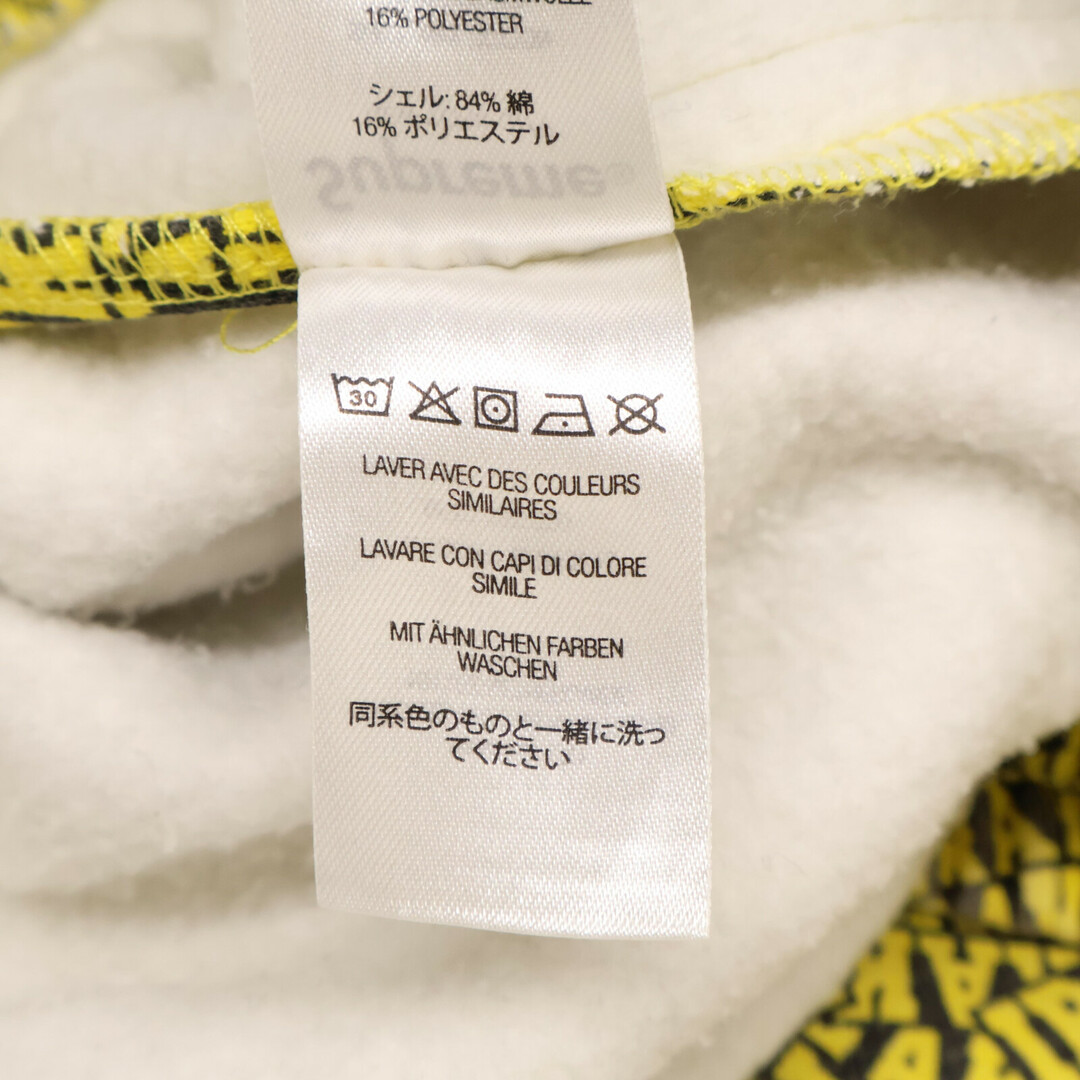 16% POLYESTER
シェル: 84% 綿
16% ポリエステル
Supreme
30
LAVER AVEC DES COULEURS
SIMILAIRES
LAVARE CON CAPI DI COLORE
SIMILE
MIT ÄHNLICHEN FARBEN
WASCHEN
同系色のものと一緒に洗っ
てください